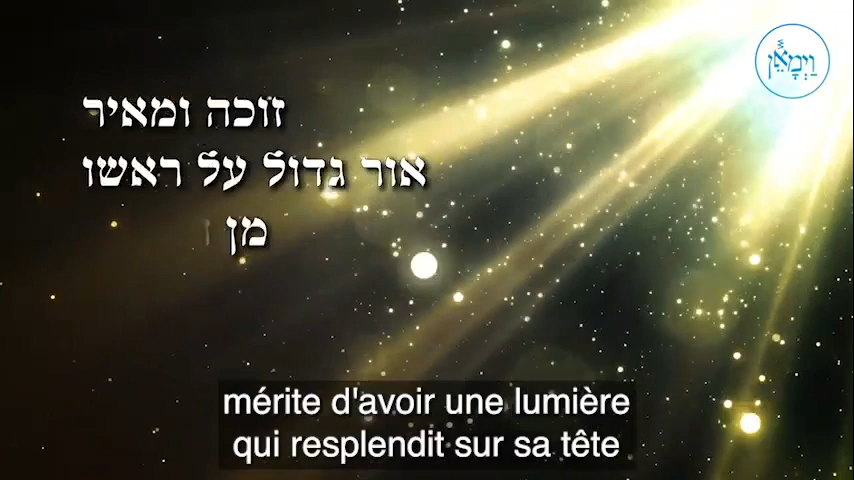 וַיְמָאֵ֓ן
זוכה ומאיר
אור גדול על ראשו
מן
mérite d'avoir une lumière
qui resplendit sur sa tête